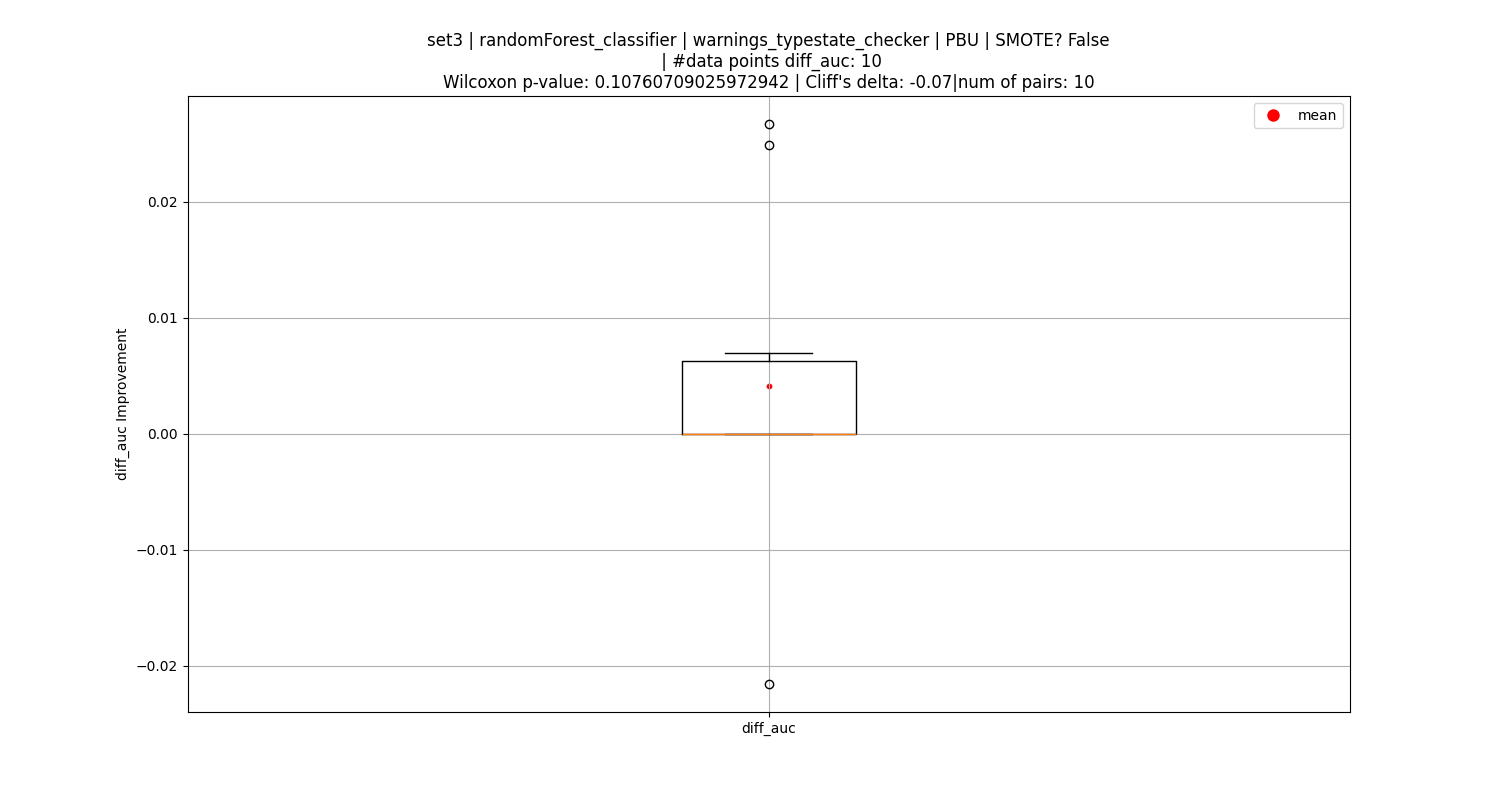 set3 | randomForest_classifier | warnings_typestate_checker | PBU | SMOTE? False
| #data points diff_auc: 10
Wilcoxon p-value: 0.10760709025972942 | Cliff's delta: -0.07|num of pairs: 10
mean
0.02
0.01
0.00
−0.01
−0.02
diff_auc Improvement
diff_auc